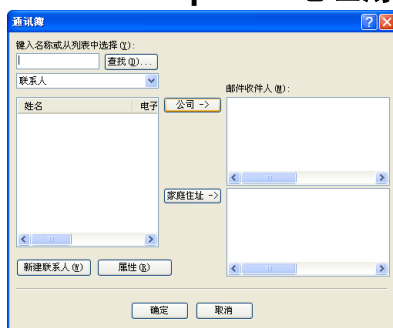 通讯簿
键入名称或从列表中选择(Y):
查找(D)...
联系人
邮件收件人(M):
姓名 电子
公司 ->
家庭住址 ->
新建联系人(W) 属性(R)
确定 取消